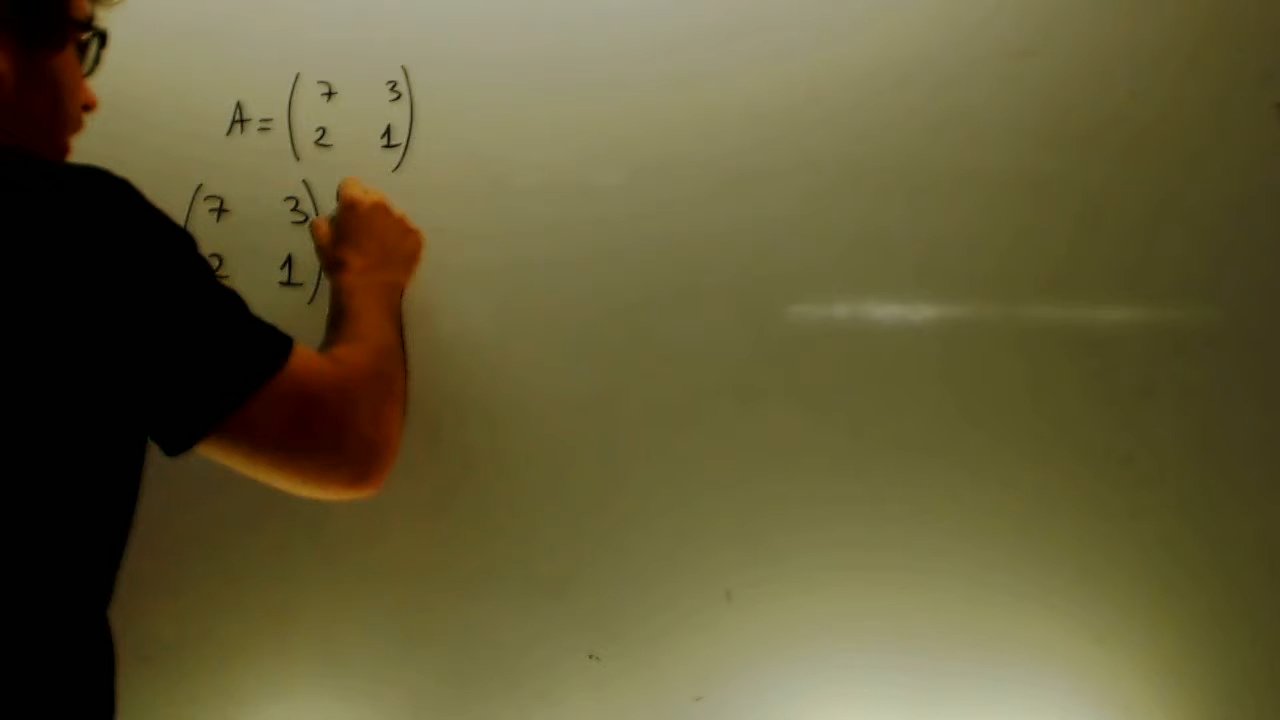 A = ( 7 3
2 1 )
( 7 3
2 1 )